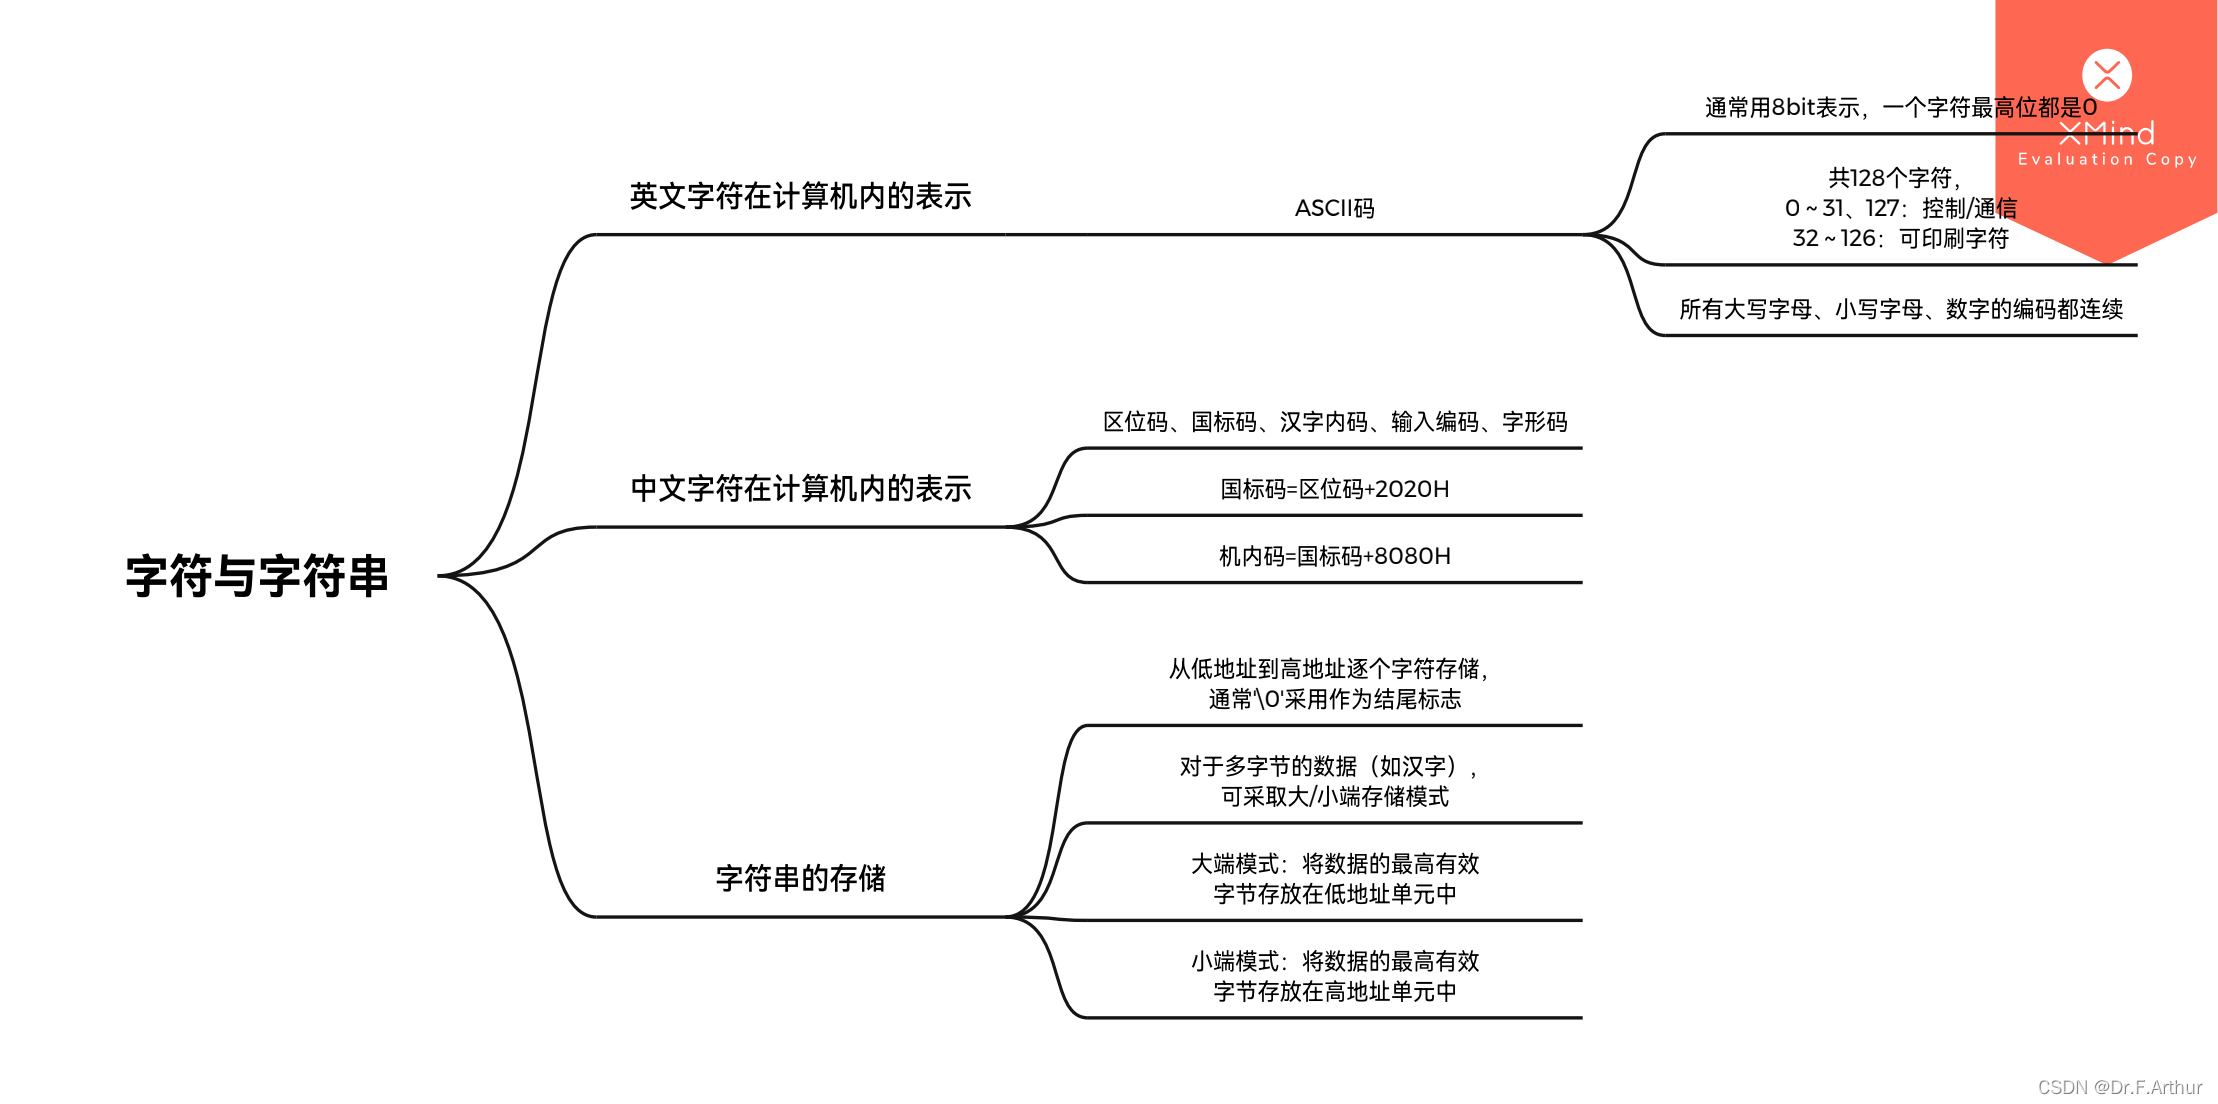 字符与字符串
英文字符在计算机内的表示
ASCII码
通常用8bit表示，一个字符最高位都是0
共128个字符，
0 ~ 31、127：控制/通信
32 ~ 126：可印刷字符
所有大写字母、小写字母、数字的编码都连续
中文字符在计算机内的表示
区位码、国标码、汉字内码、输入编码、字形码
国标码=区位码+2020H
机内码=国标码+8080H
字符串的存储
从低地址到高地址逐个字符存储，
通常'\0'采用作为结尾标志
对于多字节的数据（如汉字），
可采取大/小端存储模式
大端模式：将数据的最高有效
字节存放在低地址单元中
小端模式：将数据的最高有效
字节存放在高地址单元中
XMind
Evaluation Copy
CSDN @Dr.F.Arthur